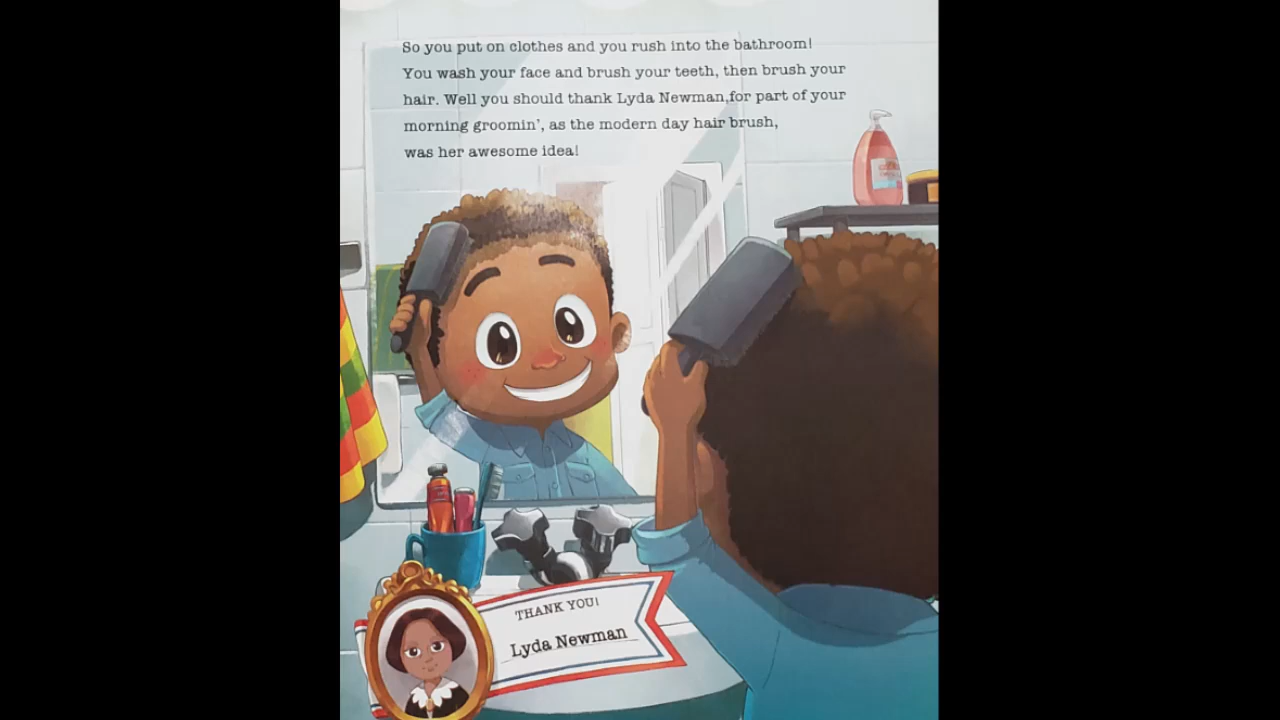 So you put on clothes and you rush into the bathroom!
You wash your face and brush your teeth, then brush your
hair. Well you should thank Lyda Newman,for part of your
morning groomin', as the modern day hair brush,
was her awesome idea!
THANK YOU!
Lyda Newman